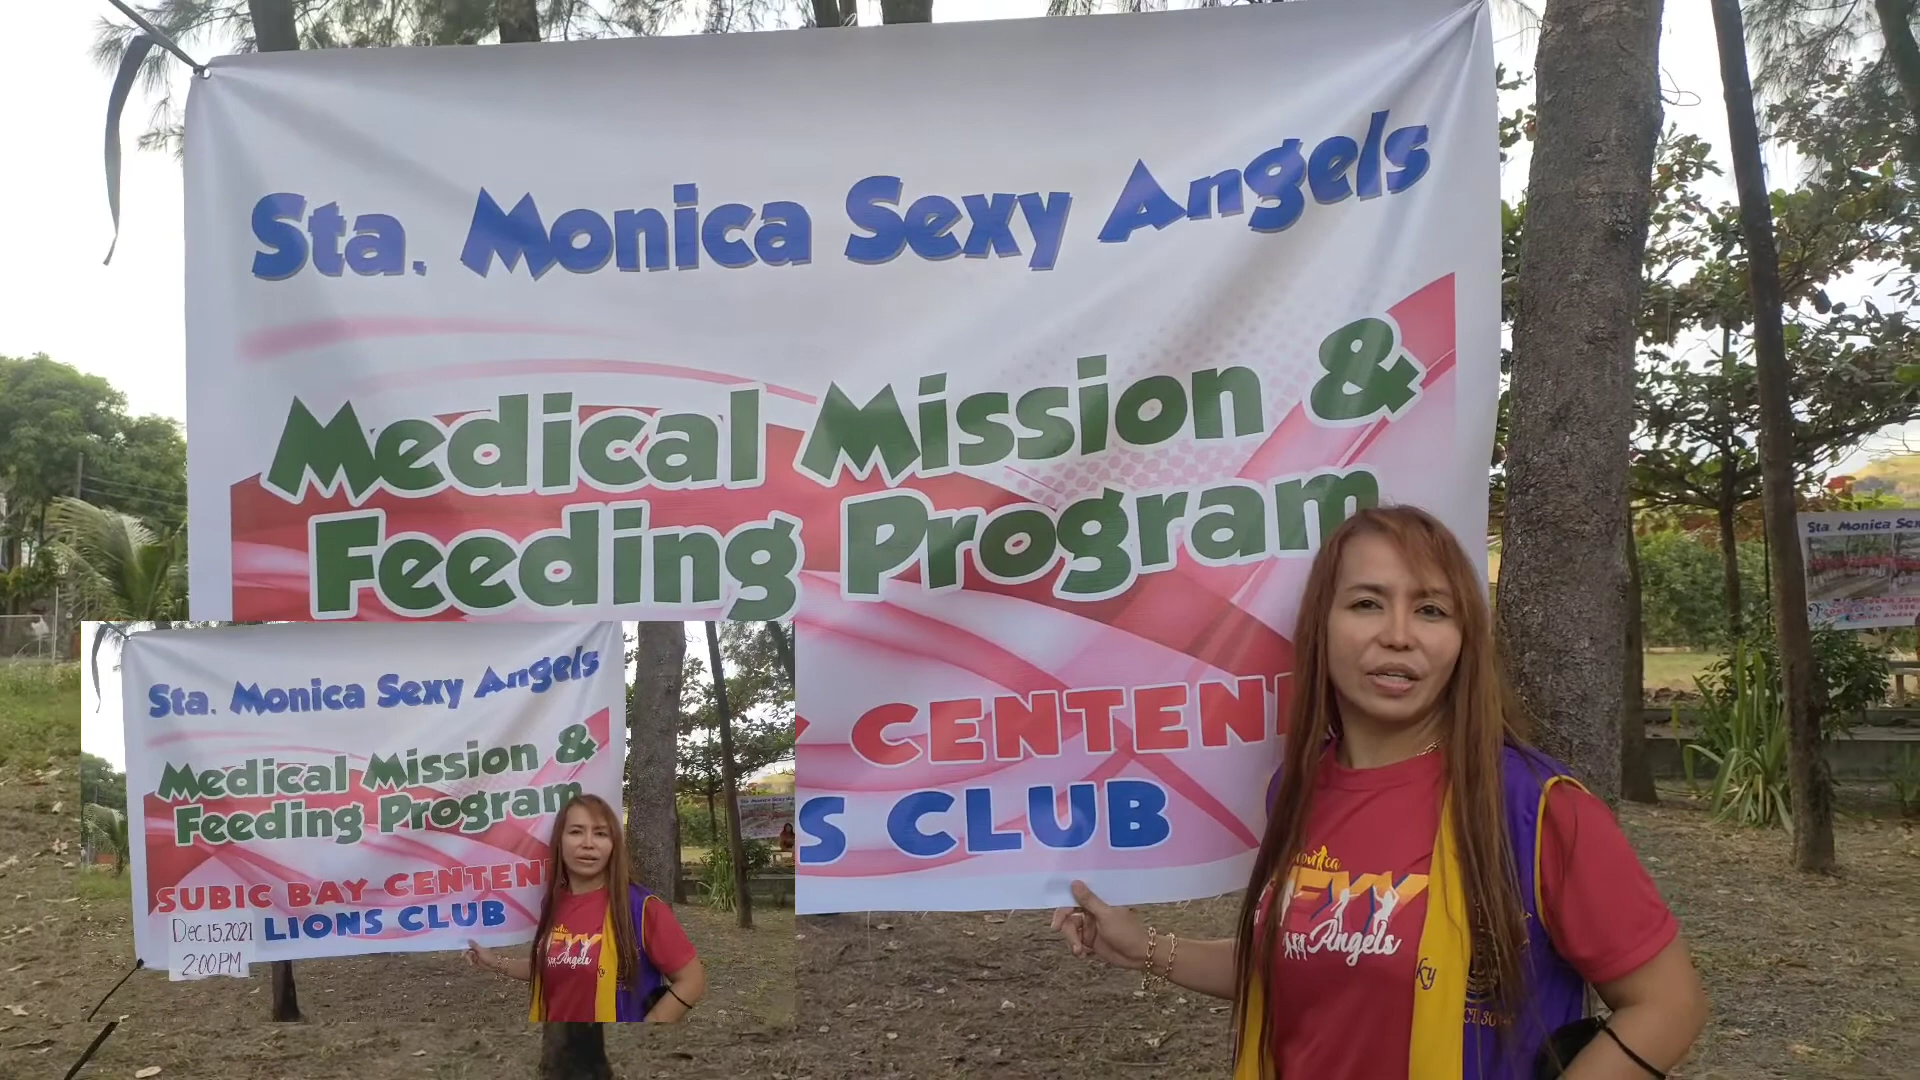 Sta. Monica Sexy Angels
Medical Mission &
Feeding Program
CENTEN
S CLUB
Sta. Monica Sexy Angels
Medical Mission &
Feeding Program
SUBIC BAY CENTEN
Dec.15,2021 LIONS CLUB
2:00PM
Angels
Angels
Sta. Monica